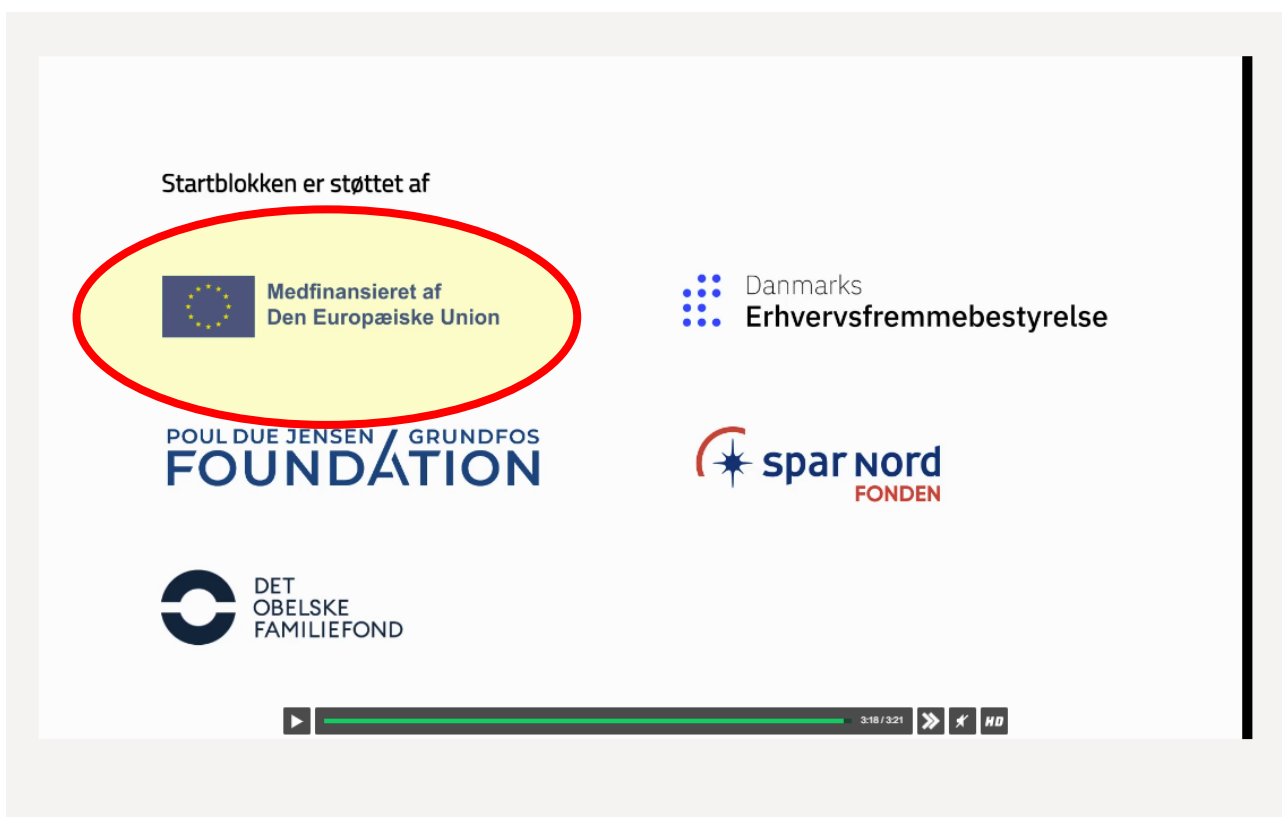 Startblokken er støttet af
Medfinansieret af
Den Europæiske Union
Danmarks
Erhvervsfremmebestyrelse
POUL DUE JENSEN / GRUNDFOS
FOUNDATION
spar nord
FONDEN
DET
OBELSKE
FAMILIEFOND
3:18 / 3:21
HD